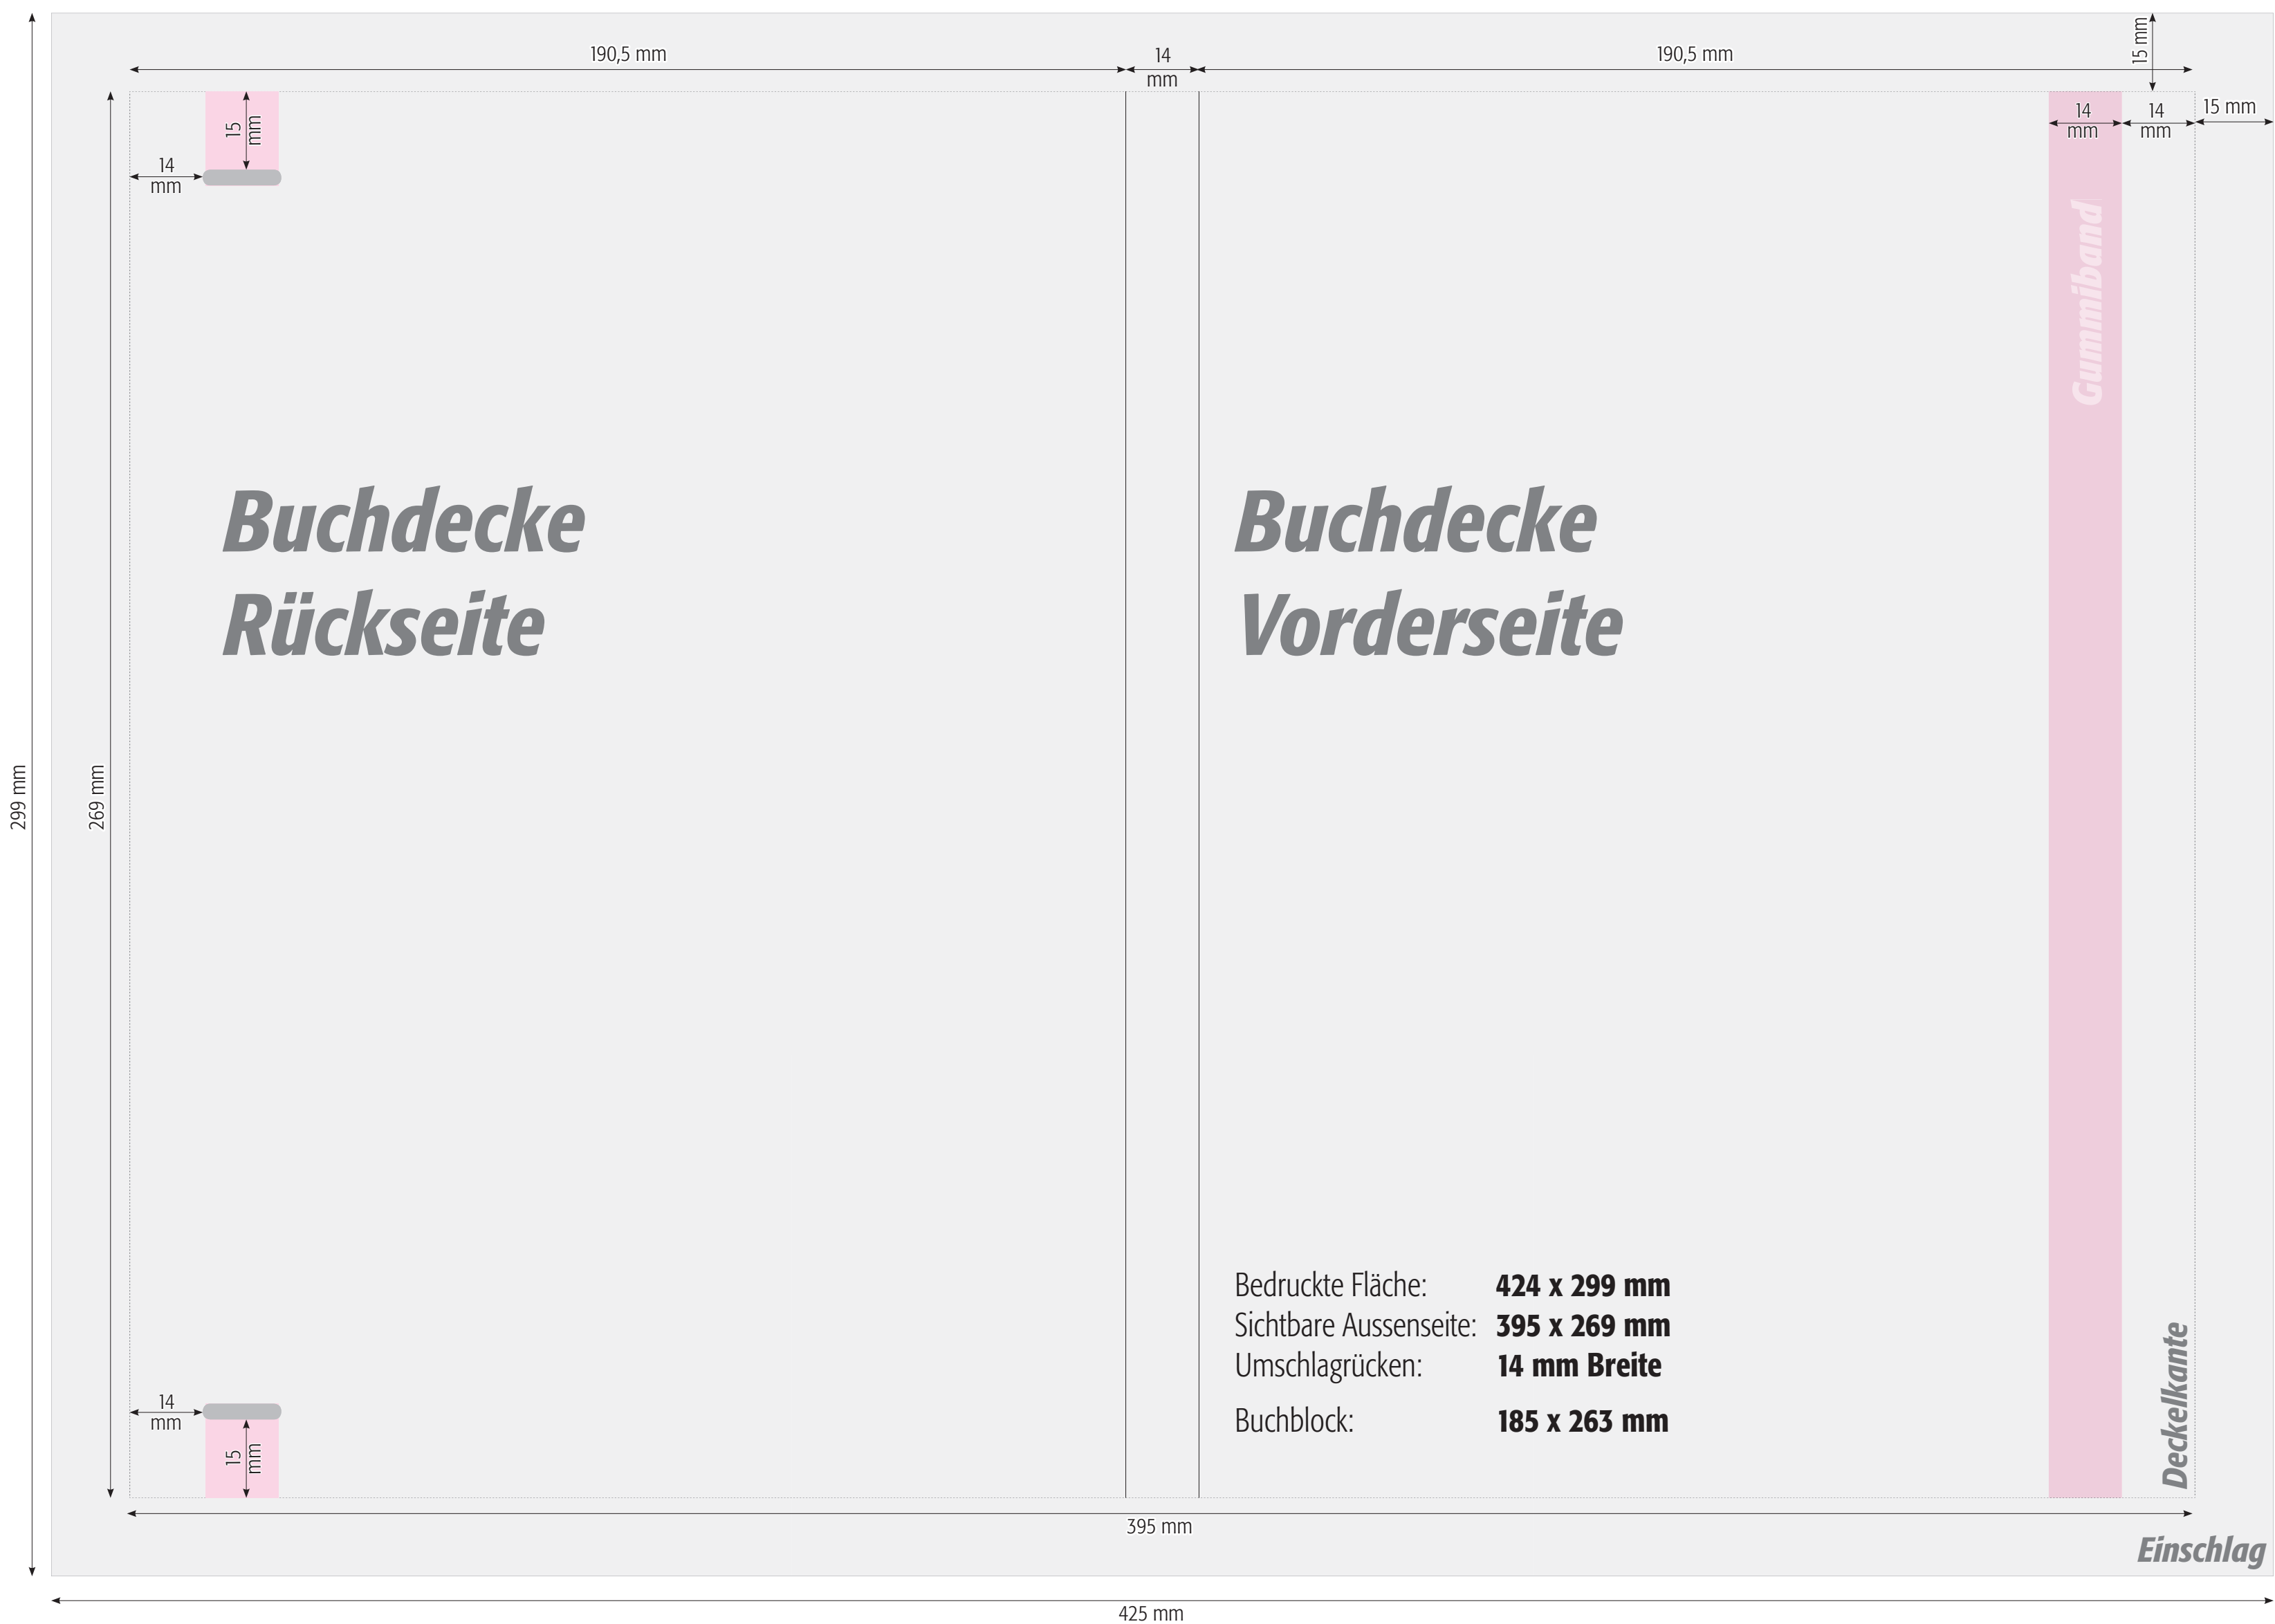 190,5 mm
14
mm
190,5 mm
15 mm
15
mm
14
mm
14
mm
14
mm
15 mm
Gummiband
Buchdecke
Rückseite
Buchdecke
Vorderseite
299 mm
269 mm
Bedruckte Fläche: 424 x 299 mm
Sichtbare Aussenseite: 395 x 269 mm
Umschlagrücken: 14 mm Breite
Buchblock: 185 x 263 mm
14
mm
15
mm
Deckelkante
395 mm
Einschlag
425 mm